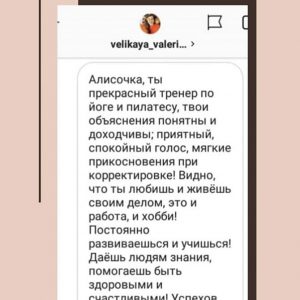 velikaya_valeri...
Алисочка, ты
прекрасный тренер по
йоге и пилатесу, твои
объяснения понятны и
доходчивы; приятный,
спокойный голос, мягкие
прикосновения при
корректировке! Видно,
что ты любишь и живёшь
своим делом, это и
работа, и хобби!
Постоянно
развиваешься и учишься!
Даёшь людям знания,
помогаешь быть
здоровыми и
счастливыми! Успехов